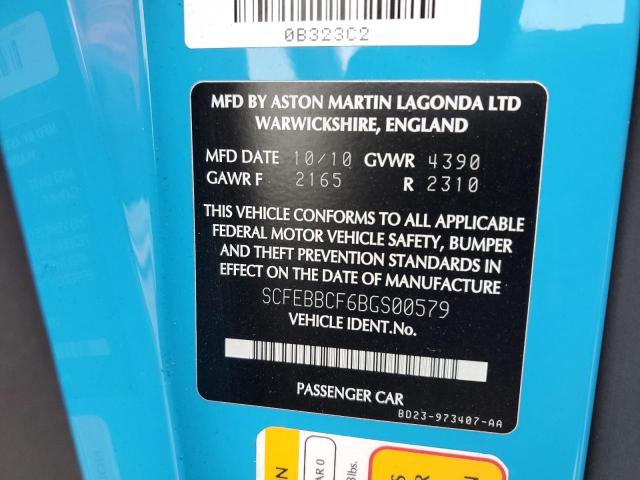 0B323C2
MFD BY ASTON MARTIN LAGONDA LTD
WARWICKSHIRE, ENGLAND
MFD DATE 10/10 GVWR 4390
GAWR F 2165 R 2310
THIS VEHICLE CONFORMS TO ALL APPLICABLE
FEDERAL MOTOR VEHICLE SAFETY, BUMPER
AND THEFT PREVENTION STANDARDS IN
EFFECT ON THE DATE OF MANUFACTURE
SCFEBBCF6BGS00579
VEHICLE IDENT.No.
PASSENGER CAR
BD23-973407-AA